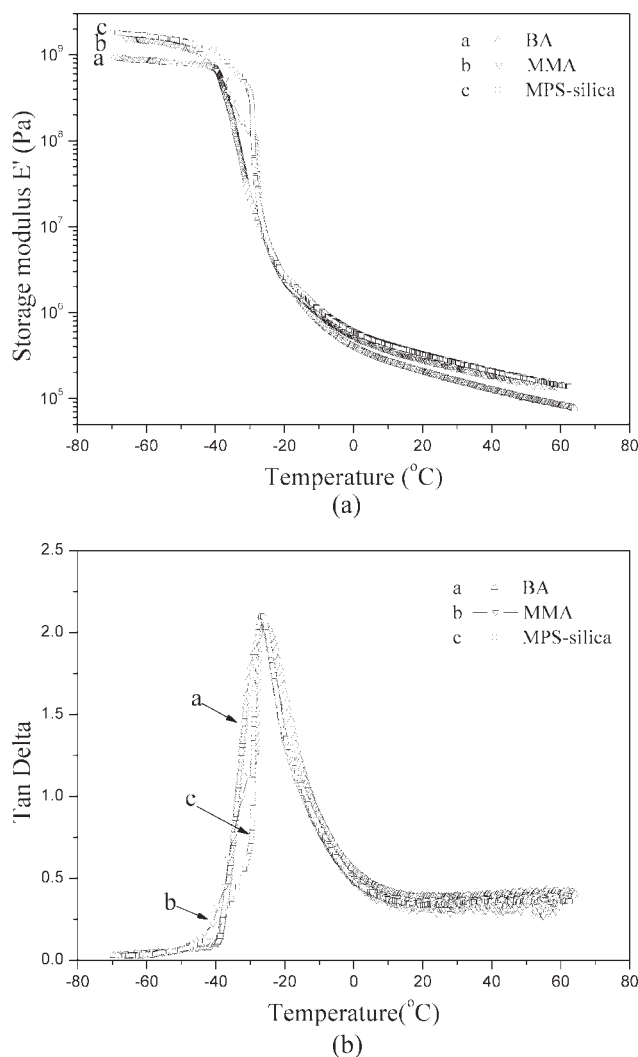 c
b
a
a BA
b MMA
c MPS-silica
10⁹
10⁸
10⁷
10⁶
10⁵
Storage modulus E' (Pa)
-80 -60 -40 -20 0 20 40 60 80
Temperature (°C)
(a)
2.5
2.0
1.5
1.0
0.5
0.0
Tan Delta
a BA
b MMA
c MPS-silica
a
c
b
-80 -60 -40 -20 0 20 40 60 80
Temperature(°C)
(b)